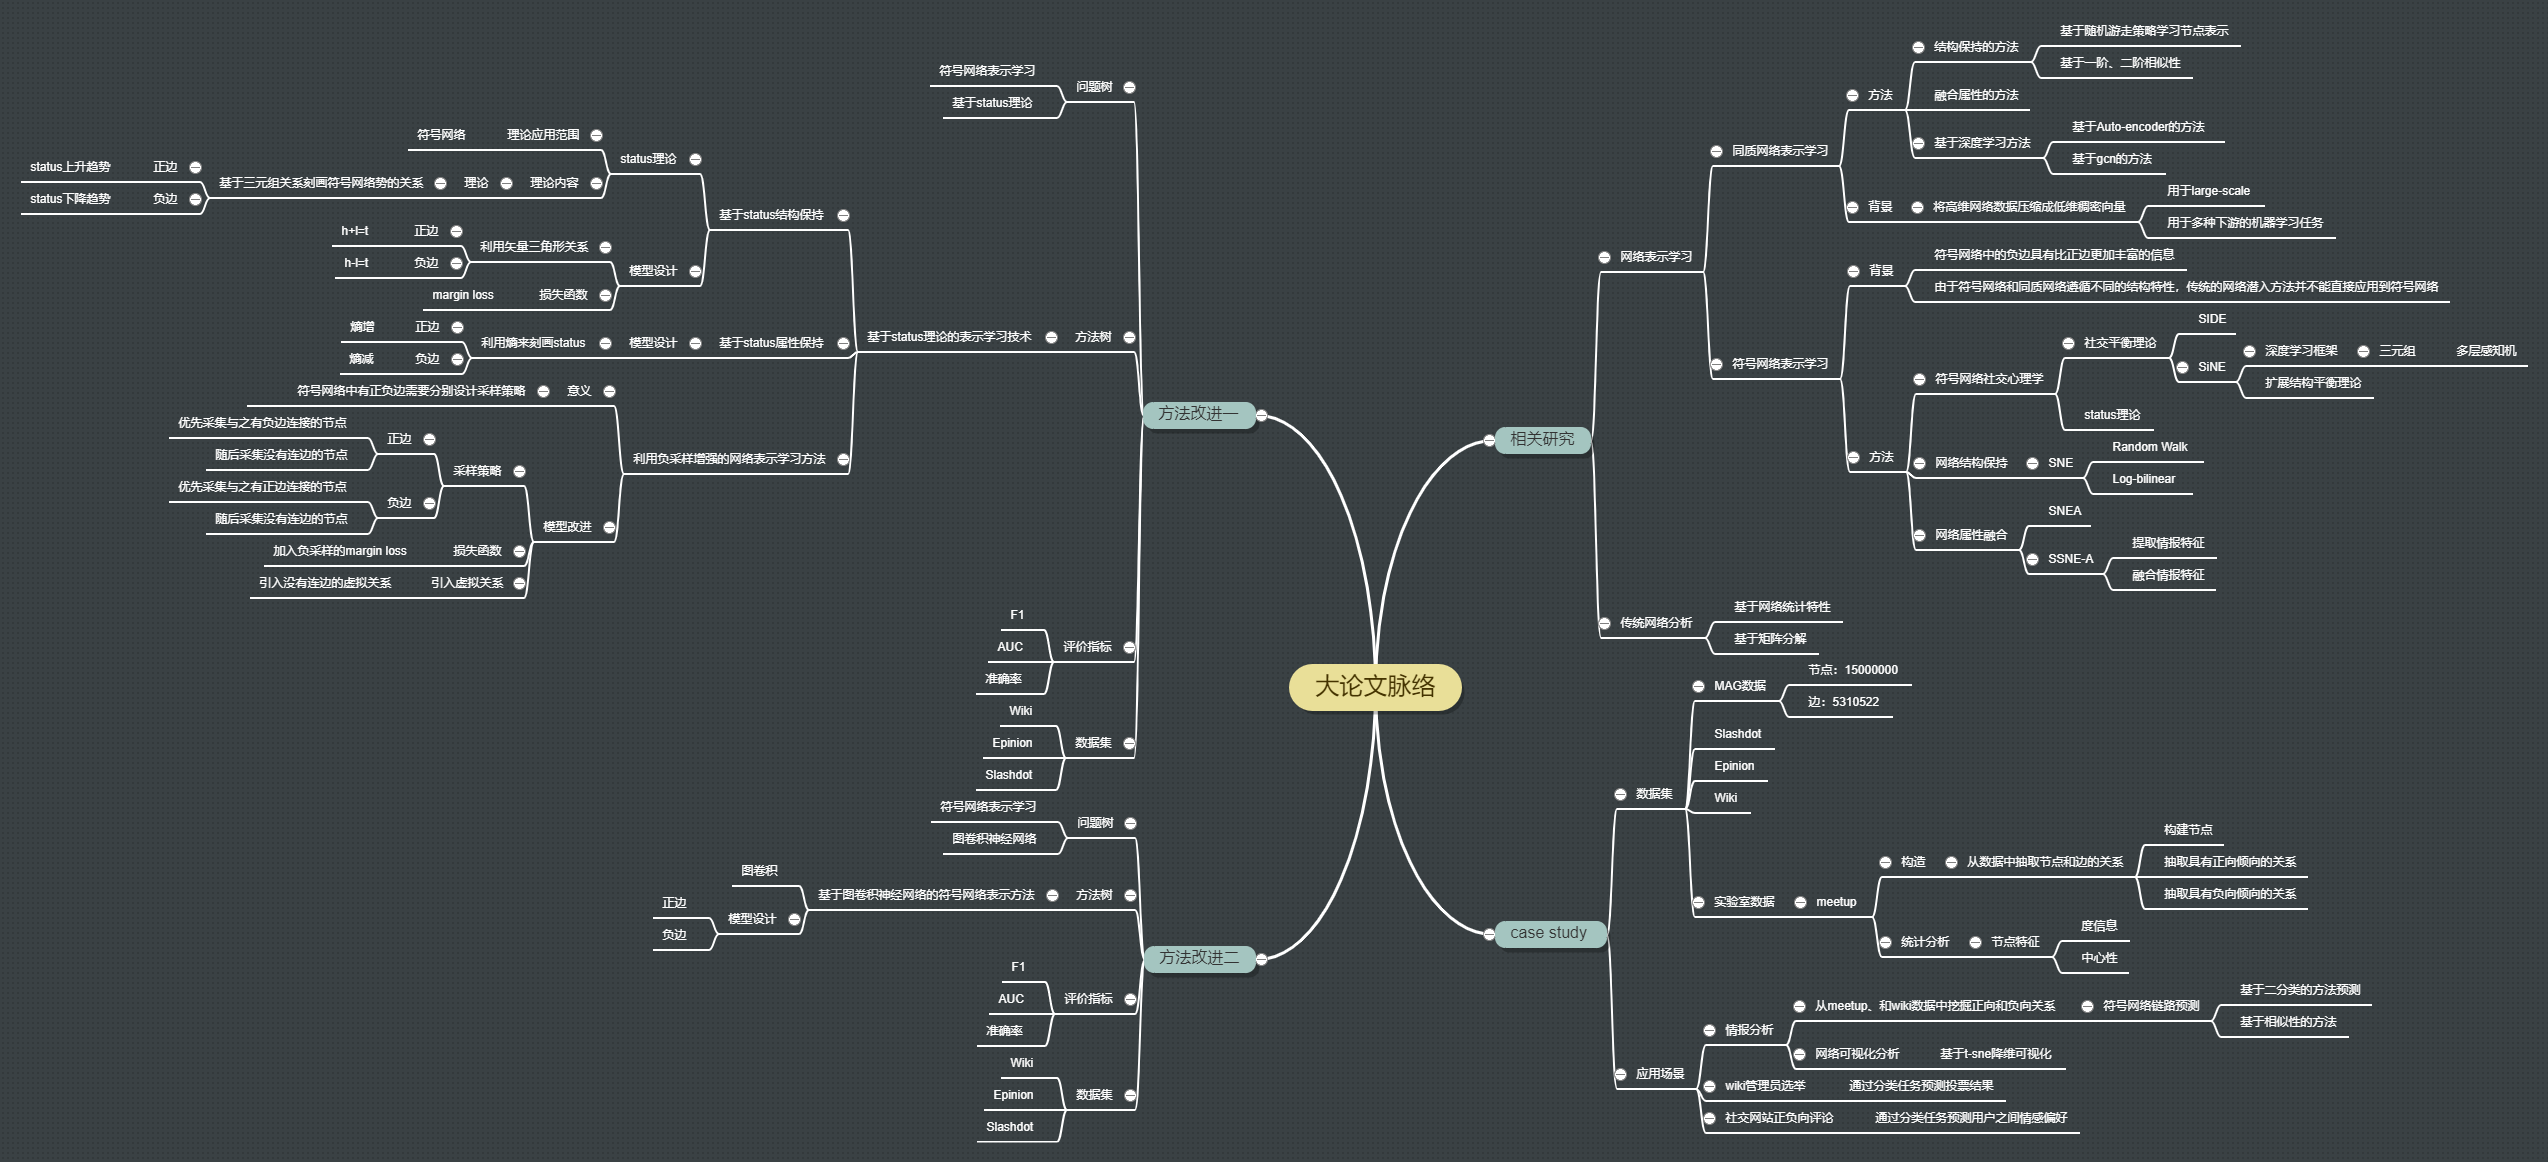 大论文脉络
方法改进一
问题树
符号网络表示学习
基于status理论
方法树
基于status理论的表示学习技术
基于status结构保持
status理论
理论应用范围
符号网络
理论内容
理论
基于三元组关系刻画符号网络势的关系
正边
status上升趋势
负边
status下降趋势
模型设计
利用矢量三角形关系
正边
h+l=t
负边
h-l=t
损失函数
margin loss
基于status属性保持
模型设计
利用熵来刻画status
正边
熵增
负边
熵减
利用负采样增强的网络表示学习方法
意义
符号网络中有正负边需要分别设计采样策略
模型改进
采样策略
正边
优先采集与之有负边连接的节点
随后采集没有连边的节点
负边
优先采集与之有正边连接的节点
随后采集没有连边的节点
损失函数
加入负采样的margin loss
引入虚拟关系
引入没有连边的虚拟关系
评价指标
F1
AUC
准确率
数据集
Wiki
Epinion
Slashdot
方法改进二
问题树
符号网络表示学习
图卷积神经网络
方法树
基于图卷积神经网络的符号网络表示方法
图卷积
模型设计
正边
负边
评价指标
F1
AUC
准确率
数据集
Wiki
Epinion
Slashdot
相关研究
网络表示学习
同质网络表示学习
方法
结构保持的方法
基于随机游走策略学习节点表示
基于一阶、二阶相似性
融合属性的方法
基于深度学习方法
基于Auto-encoder的方法
基于gcn的方法
背景
将高维网络数据压缩成低维稠密向量
用于large-scale
用于多种下游的机器学习任务
符号网络表示学习
背景
符号网络中的负边具有比正边更加丰富的信息
由于符号网络和同质网络遵循不同的结构特性，传统的网络潜入方法并不能直接应用到符号网络
方法
符号网络社交心理学
社交平衡理论
SIDE
SiNE
深度学习框架
三元组
多层感知机
扩展结构平衡理论
status理论
网络结构保持
SNE
Random Walk
Log-bilinear
网络属性融合
SNEA
SSNE-A
提取情报特征
融合情报特征
传统网络分析
基于网络统计特性
基于矩阵分解
case study
数据集
MAG数据
节点：15000000
边：5310522
Slashdot
Epinion
Wiki
实验室数据
meetup
构造
从数据中抽取节点和边的关系
构建节点
抽取具有正向倾向的关系
抽取具有负向倾向的关系
统计分析
节点特征
度信息
中心性
应用场景
情报分析
从meetup、和wiki数据中挖掘正向和负向关系
符号网络链路预测
基于二分类的方法预测
基于相似性的方法
网络可视化分析
基于t-sne降维可视化
wiki管理员选举
通过分类任务预测投票结果
社交网站正负向评论
通过分类任务预测用户之间情感偏好